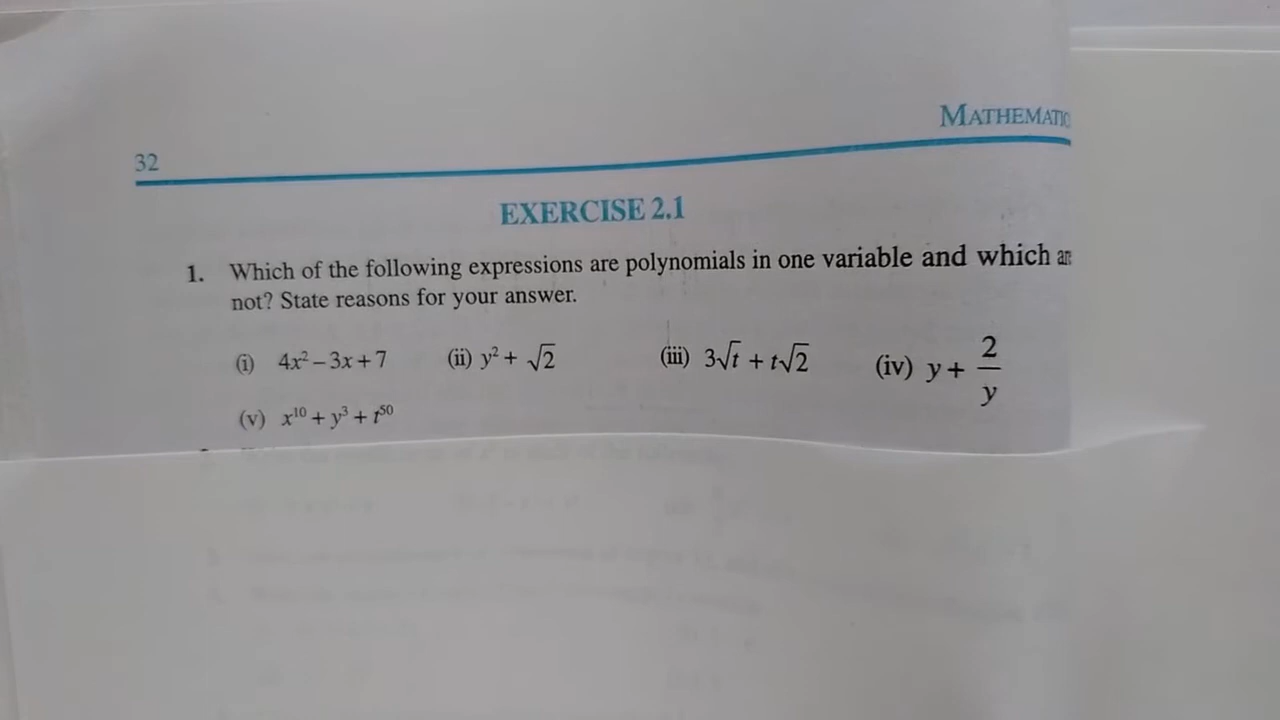 MATHEMATIC
32
EXERCISE 2.1
1. Which of the following expressions are polynomials in one variable and which ar
not? State reasons for your answer.
(i) 4x² – 3x + 7 (ii) y² + √2 (iii) 3√t + t√2 (iv) y + 2/y
(v) x¹⁰ + y³ + t⁵⁰